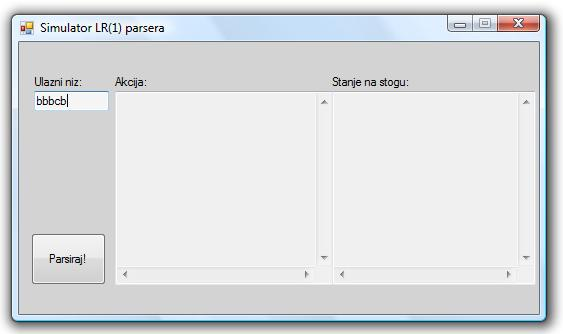 Simulator LR(1) parsera
Ulazni niz:
Akcija:
Stanje na stogu:
bbbcb
Parsiraj!